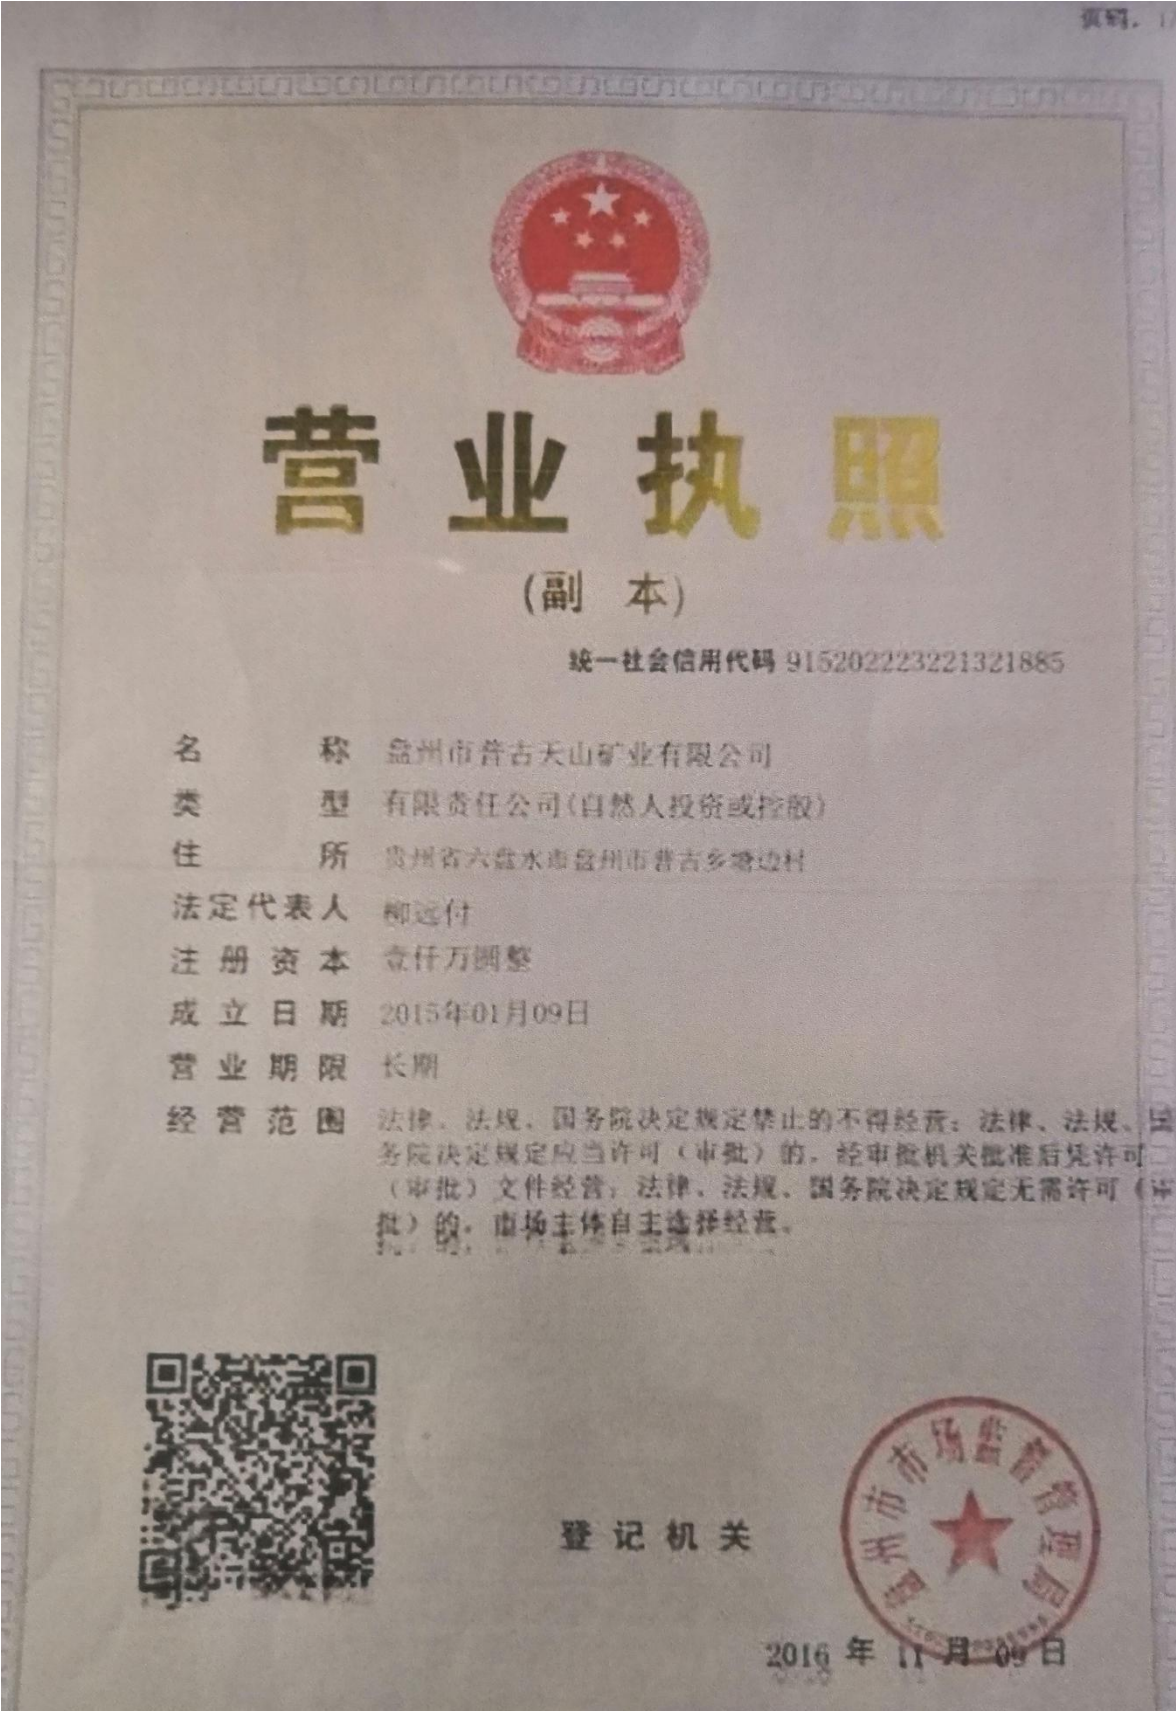 页码：1
营业执照
(副 本)
统一社会信用代码 915202223221321885
名称 盘州市普古天山矿业有限公司
类型 有限责任公司(自然人投资或控股)
住所 贵州省六盘水市盘州市普古乡塘边村
法定代表人 柳远付
注册资本 壹仟万圆整
成立日期 2015年01月09日
营业期限 长期
经营范围 法律、法规、国务院决定规定禁止的不得经营；法律、法规、国
务院决定规定应当许可（审批）的，经审批机关批准后凭许可
（审批）文件经营；法律、法规、国务院决定规定无需许可（审
批）的，市场主体自主选择经营。
盘州市市场监督管理局
登记机关
2016 年 11 月 09 日